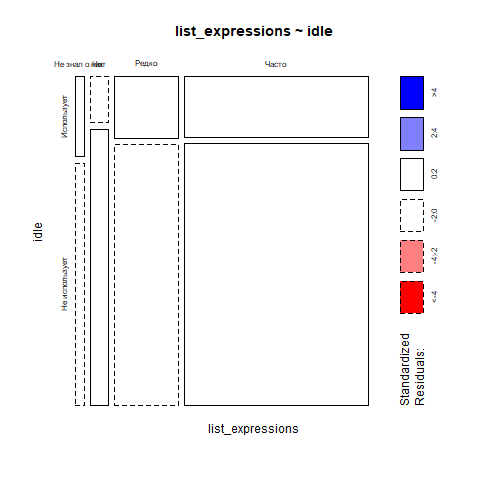 list_expressions ~ idle
Не знал о них
Нет
Редко
Часто
Использует
Не использует
idle
list_expressions
>4
2:4
0:2
-2:0
-4:-2
<-4
Standardized
Residuals: